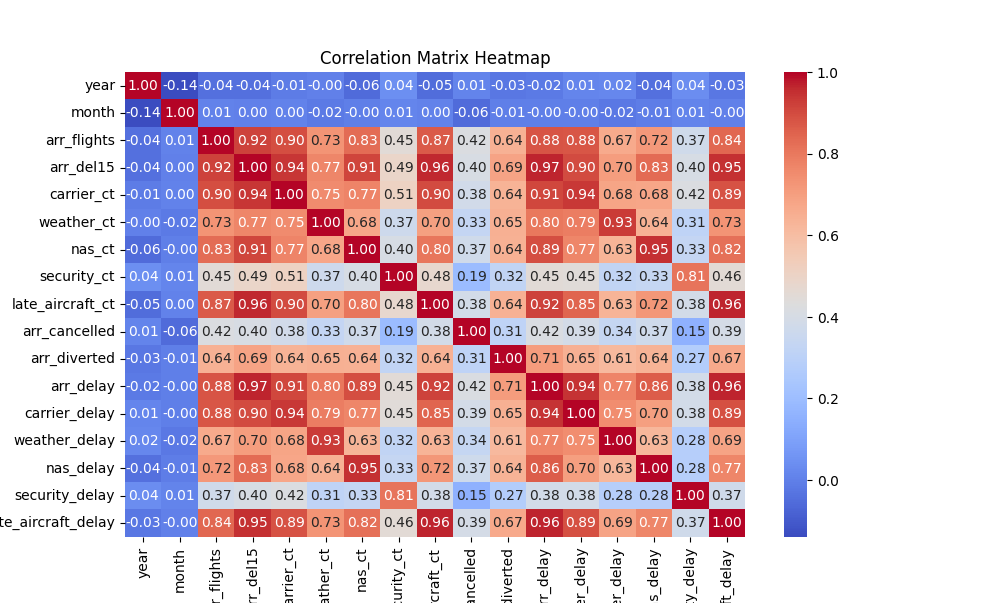 Correlation Matrix Heatmap
year 1.00 -0.14 -0.04 -0.04 -0.01 -0.00 -0.06 0.04 -0.05 0.01 -0.03 -0.02 0.01 0.02 -0.04 0.04 -0.03
month -0.14 1.00 0.01 0.00 0.00 -0.02 -0.00 0.01 0.00 -0.06 -0.01 -0.00 -0.00 -0.02 -0.01 0.01 -0.00
arr_flights -0.04 0.01 1.00 0.92 0.90 0.73 0.83 0.45 0.87 0.42 0.64 0.88 0.88 0.67 0.72 0.37 0.84
arr_del15 -0.04 0.00 0.92 1.00 0.94 0.77 0.91 0.49 0.96 0.40 0.69 0.97 0.90 0.70 0.83 0.40 0.95
carrier_ct -0.01 0.00 0.90 0.94 1.00 0.75 0.77 0.51 0.90 0.38 0.64 0.91 0.94 0.68 0.68 0.42 0.89
weather_ct -0.00 -0.02 0.73 0.77 0.75 1.00 0.68 0.37 0.70 0.33 0.65 0.80 0.79 0.93 0.64 0.31 0.73
nas_ct -0.06 -0.00 0.83 0.91 0.77 0.68 1.00 0.40 0.80 0.37 0.64 0.89 0.77 0.63 0.95 0.33 0.82
security_ct 0.04 0.01 0.45 0.49 0.51 0.37 0.40 1.00 0.48 0.19 0.32 0.45 0.45 0.32 0.33 0.81 0.46
late_aircraft_ct -0.05 0.00 0.87 0.96 0.90 0.70 0.80 0.48 1.00 0.38 0.64 0.92 0.85 0.63 0.72 0.38 0.96
arr_cancelled 0.01 -0.06 0.42 0.40 0.38 0.33 0.37 0.19 0.38 1.00 0.31 0.42 0.39 0.34 0.37 0.15 0.39
arr_diverted -0.03 -0.01 0.64 0.69 0.64 0.65 0.64 0.32 0.64 0.31 1.00 0.71 0.65 0.61 0.64 0.27 0.67
arr_delay -0.02 -0.00 0.88 0.97 0.91 0.80 0.89 0.45 0.92 0.42 0.71 1.00 0.94 0.77 0.86 0.38 0.96
carrier_delay 0.01 -0.00 0.88 0.90 0.94 0.79 0.77 0.45 0.85 0.39 0.65 0.94 1.00 0.75 0.70 0.38 0.89
weather_delay 0.02 -0.02 0.67 0.70 0.68 0.93 0.63 0.32 0.63 0.34 0.61 0.77 0.75 1.00 0.63 0.28 0.69
nas_delay -0.04 -0.01 0.72 0.83 0.68 0.64 0.95 0.33 0.72 0.37 0.64 0.86 0.70 0.63 1.00 0.28 0.77
security_delay 0.04 0.01 0.37 0.40 0.42 0.31 0.33 0.81 0.38 0.15 0.27 0.38 0.38 0.28 0.28 1.00 0.37
te_aircraft_delay -0.03 -0.00 0.84 0.95 0.89 0.73 0.82 0.46 0.96 0.39 0.67 0.96 0.89 0.69 0.77 0.37 1.00
year
month
r_flights
rr_del15
arrier_ct
ather_ct
nas_ct
curity_ct
craft_ct
ancelled
diverted
rr_delay
er_delay
er_delay
s_delay
ty_delay
ft_delay
1.0
0.8
0.6
0.4
0.2
0.0